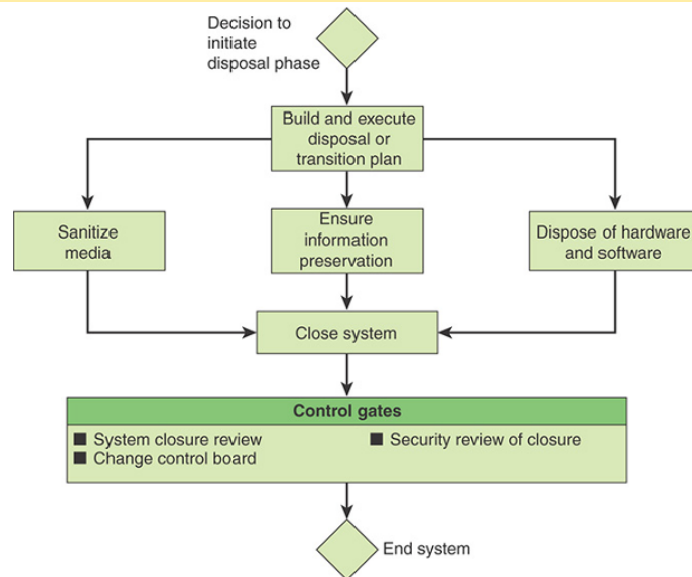 Decision to
initiate
disposal phase
Build and execute
disposal or
transition plan
Sanitize
media
Ensure
information
preservation
Dispose of hardware
and software
Close system
Control gates
■ System closure review
■ Security review of closure
■ Change control board
End system